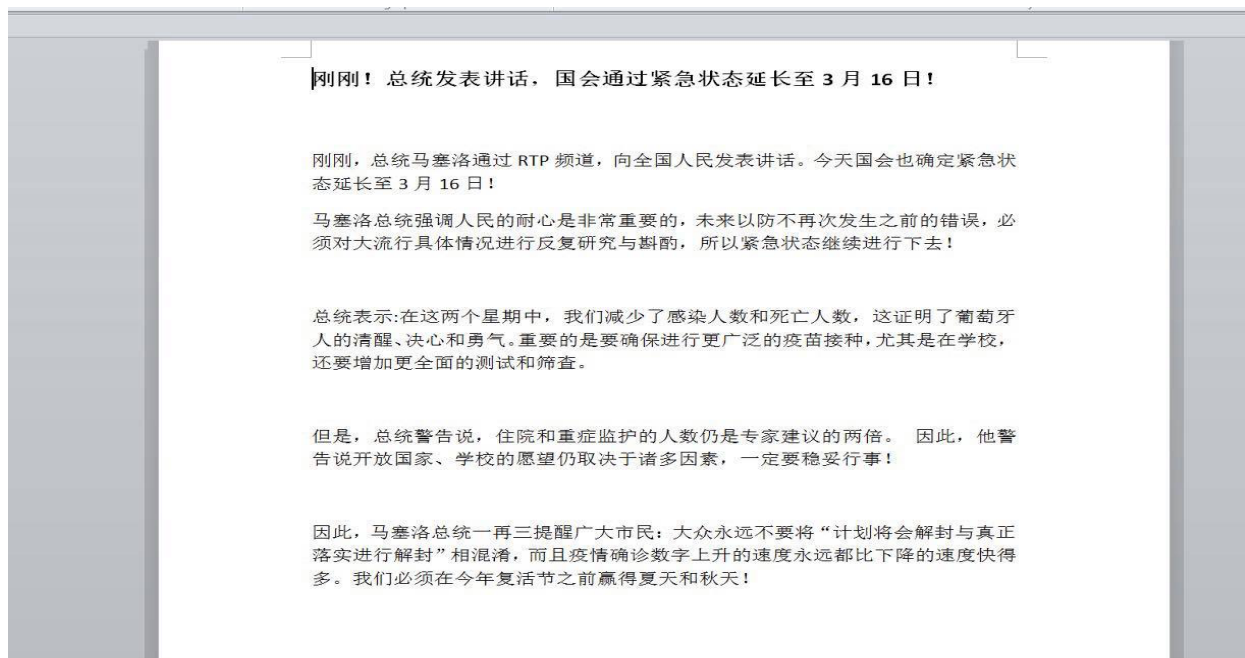 刚刚！总统发表讲话，国会通过紧急状态延长至 3 月 16 日！
刚刚，总统马塞洛通过 RTP 频道，向全国人民发表讲话。今天国会也确定紧急状
态延长至 3 月 16 日！
马塞洛总统强调人民的耐心是非常重要的，未来以防不再次发生之前的错误，必
须对大流行具体情况进行反复研究与斟酌，所以紧急状态继续进行下去！
总统表示:在这两个星期中，我们减少了感染人数和死亡人数，这证明了葡萄牙
人的清醒、决心和勇气。重要的是要确保进行更广泛的疫苗接种，尤其是在学校，
还要增加更全面的测试和筛查。
但是，总统警告说，住院和重症监护的人数仍是专家建议的两倍。 因此，他警
告说开放国家、学校的愿望仍取决于诸多因素，一定要稳妥行事！
因此，马塞洛总统一再三提醒广大市民：大众永远不要将“计划将会解封与真正
落实进行解封”相混淆，而且疫情确诊数字上升的速度永远都比下降的速度快得
多。我们必须在今年复活节之前赢得夏天和秋天！